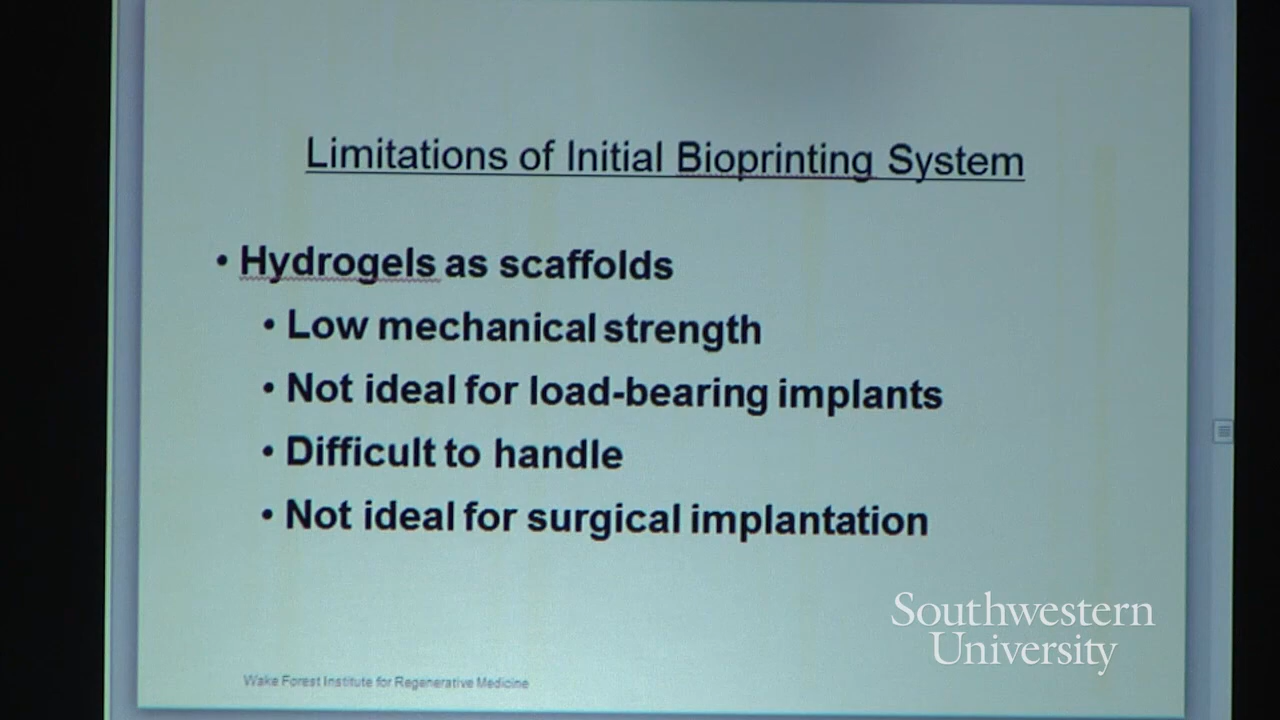 Limitations of Initial Bioprinting System
• Hydrogels as scaffolds
• Low mechanical strength
• Not ideal for load-bearing implants
• Difficult to handle
• Not ideal for surgical implantation
Southwestern
University
Wake Forest Institute for Regenerative Medicine